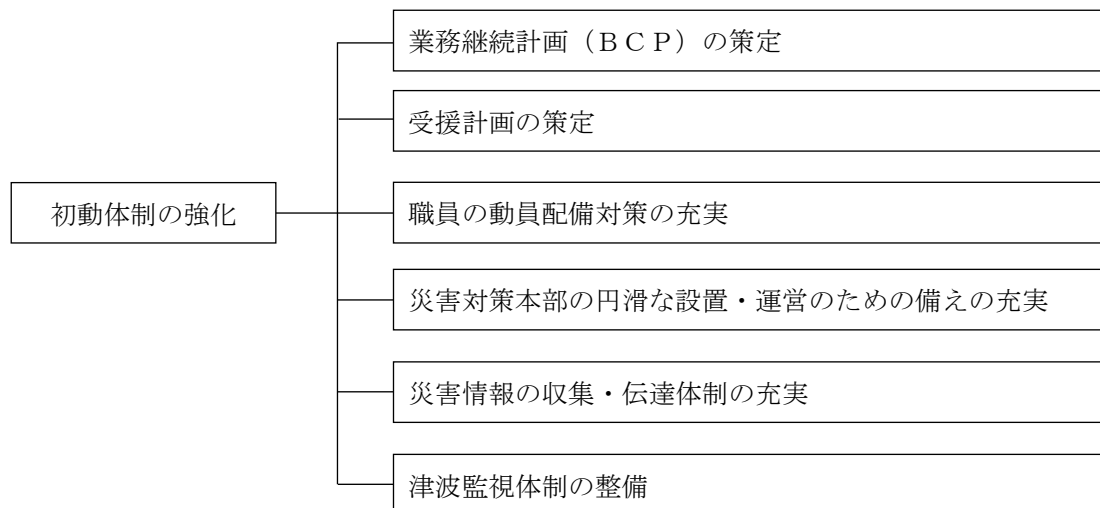 初動体制の強化
業務継続計画（ＢＣＰ）の策定
受援計画の策定
職員の動員配備対策の充実
災害対策本部の円滑な設置・運営のための備えの充実
災害情報の収集・伝達体制の充実
津波監視体制の整備